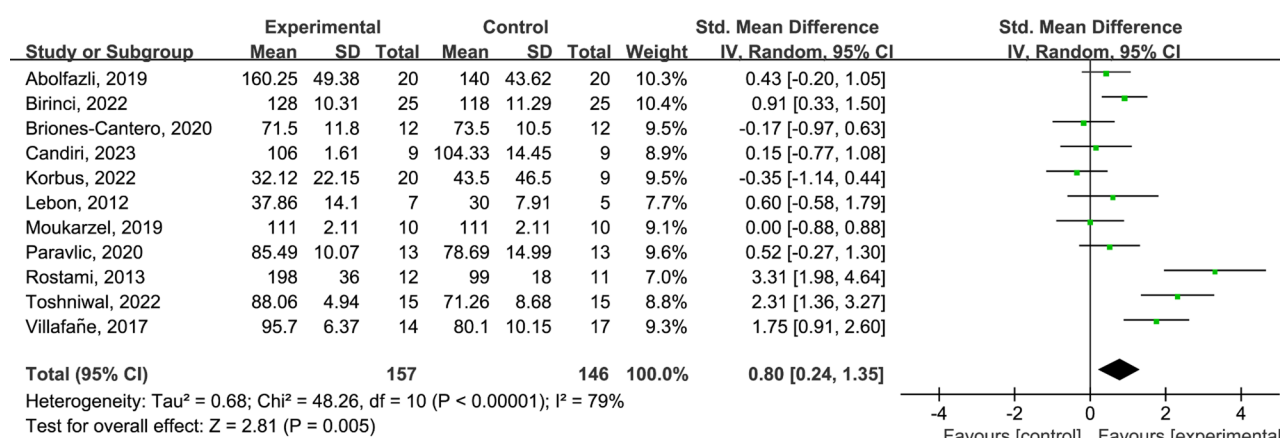 Experimental Control Std. Mean Difference Std. Mean Difference
Study or Subgroup Mean SD Total Mean SD Total Weight IV, Random, 95% CI IV, Random, 95% CI
Abolfazli, 2019 160.25 49.38 20 140 43.62 20 10.3% 0.43 [-0.20, 1.05]
Birinci, 2022 128 10.31 25 118 11.29 25 10.4% 0.91 [0.33, 1.50]
Briones-Cantero, 2020 71.5 11.8 12 73.5 10.5 12 9.5% -0.17 [-0.97, 0.63]
Candiri, 2023 106 1.61 9 104.33 14.45 9 8.9% 0.15 [-0.77, 1.08]
Korbus, 2022 32.12 22.15 20 43.5 46.5 9 9.5% -0.35 [-1.14, 0.44]
Lebon, 2012 37.86 14.1 7 30 7.91 5 7.7% 0.60 [-0.58, 1.79]
Moukarzel, 2019 111 2.11 10 111 2.11 10 9.1% 0.00 [-0.88, 0.88]
Paravlic, 2020 85.49 10.07 13 78.69 14.99 13 9.6% 0.52 [-0.27, 1.30]
Rostami, 2013 198 36 12 99 18 11 7.0% 3.31 [1.98, 4.64]
Toshniwal, 2022 88.06 4.94 15 71.26 8.68 15 8.8% 2.31 [1.36, 3.27]
Villafañe, 2017 95.7 6.37 14 80.1 10.15 17 9.3% 1.75 [0.91, 2.60]
Total (95% CI) 157 146 100.0% 0.80 [0.24, 1.35]
Heterogeneity: Tau² = 0.68; Chi² = 48.26, df = 10 (P < 0.00001); I² = 79%
Test for overall effect: Z = 2.81 (P = 0.005)
-4 -2 0 2 4
Favours [control] Favours [experimental]